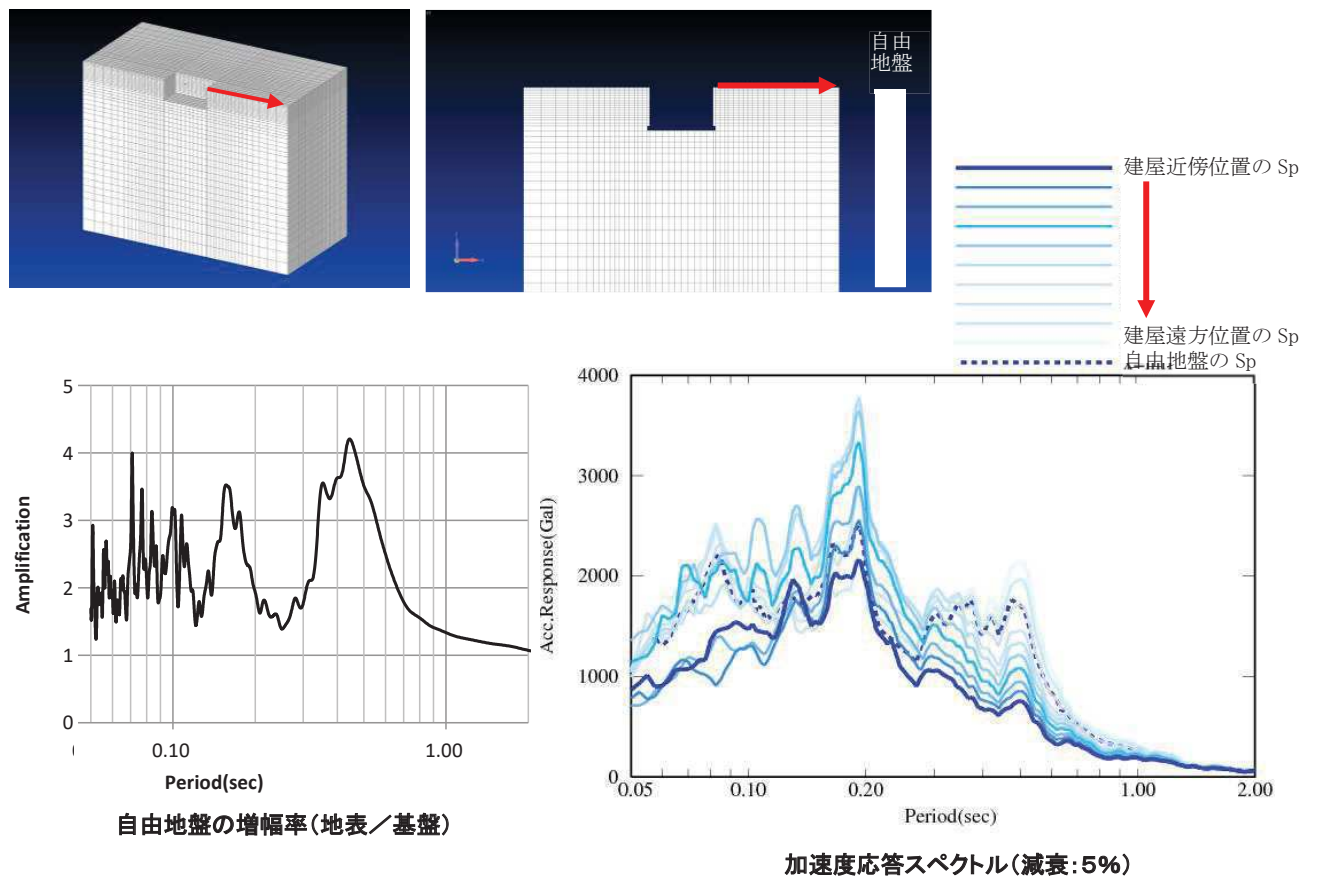 自由
地盤
建屋近傍位置の Sp
建屋遠方位置の Sp
自由地盤の Sp
5
4
3
2
1
0
Amplification
0.10
1.00
Period(sec)
自由地盤の増幅率(地表/基盤)
4000
3000
2000
1000
0
Acc.Response(Gal)
0.05
0.10
0.20
1.00
2.00
Period(sec)
加速度応答スペクトル(減衰:5%)